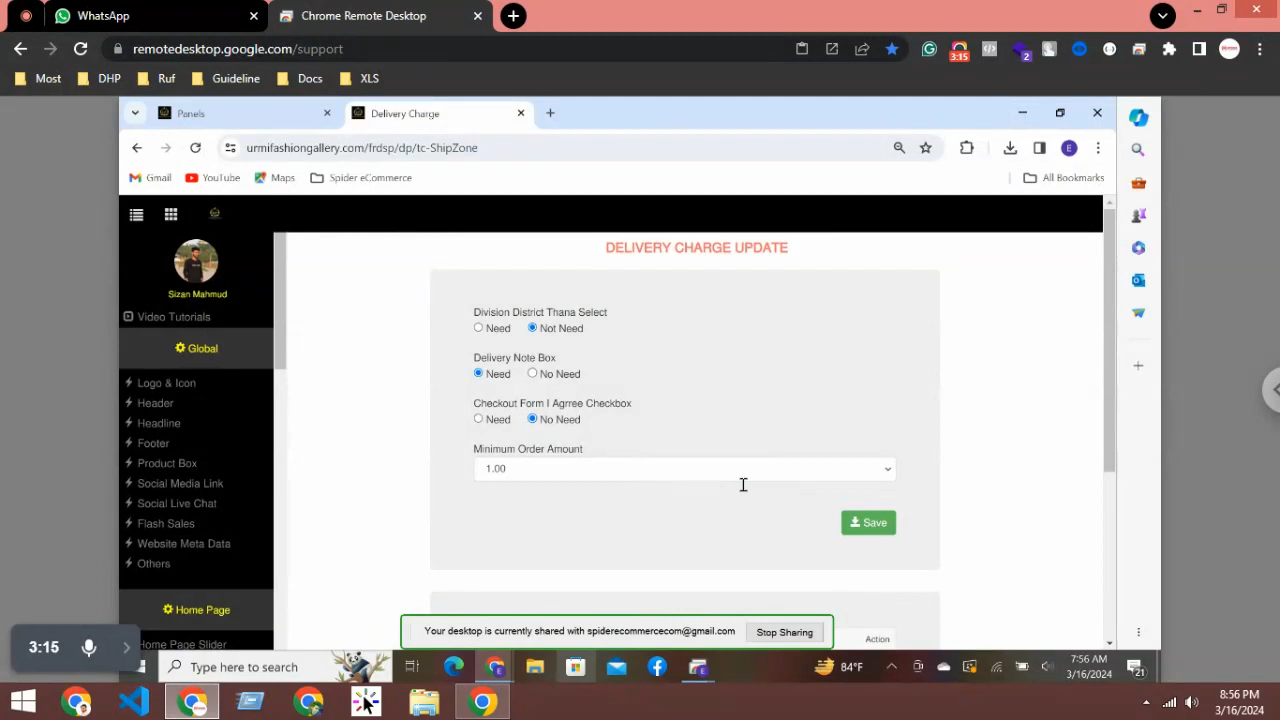 WhatsApp
Chrome Remote Desktop
remotedesktop.google.com/support
3:15
2
Most
DHP
Ruf
Guideline
Docs
XLS
Panels
Delivery Charge
urmifashiongallery.com/frdsp/dp/tc-ShipZone
E
Gmail
YouTube
Maps
Spider eCommerce
All Bookmarks
Sizan Mahmud
Video Tutorials
Global
Logo & Icon
Header
Headline
Footer
Product Box
Social Media Link
Social Live Chat
Flash Sales
Website Meta Data
Others
Home Page
Home Page Slider
DELIVERY CHARGE UPDATE
Division District Thana Select
Need Not Need
Delivery Note Box
Need No Need
Checkout Form I Agrree Checkbox
Need No Need
Minimum Order Amount
1.00
Save
Your desktop is currently shared with spiderecommercecom@gmail.com Stop Sharing
Action
3:15
Type here to search
84°F
7:56 AM
3/16/2024
21
8:56 PM
3/16/2024